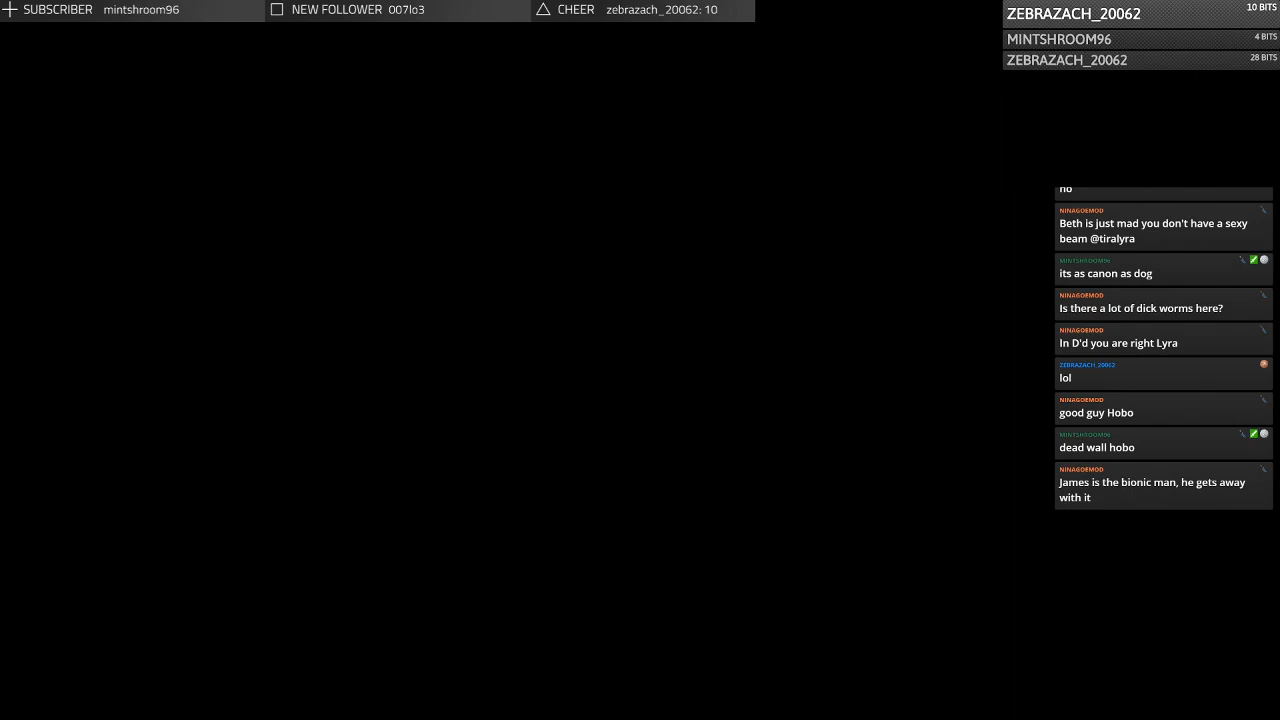 SUBSCRIBER mintshroom96
NEW FOLLOWER 007lo3
CHEER zebrazach_20062: 10
ZEBRAZACH_20062 10 BITS
MINTSHROOM96 4 BITS
ZEBRAZACH_20062 28 BITS
no
NINAGOEMOD
Beth is just mad you don't have a sexy
beam @tiralyra
MINTSHROOM96
its as canon as dog
NINAGOEMOD
Is there a lot of dick worms here?
NINAGOEMOD
In D'd you are right Lyra
ZEBRAZACH_20062
lol
NINAGOEMOD
good guy Hobo
MINTSHROOM96
dead wall hobo
NINAGOEMOD
James is the bionic man, he gets away
with it